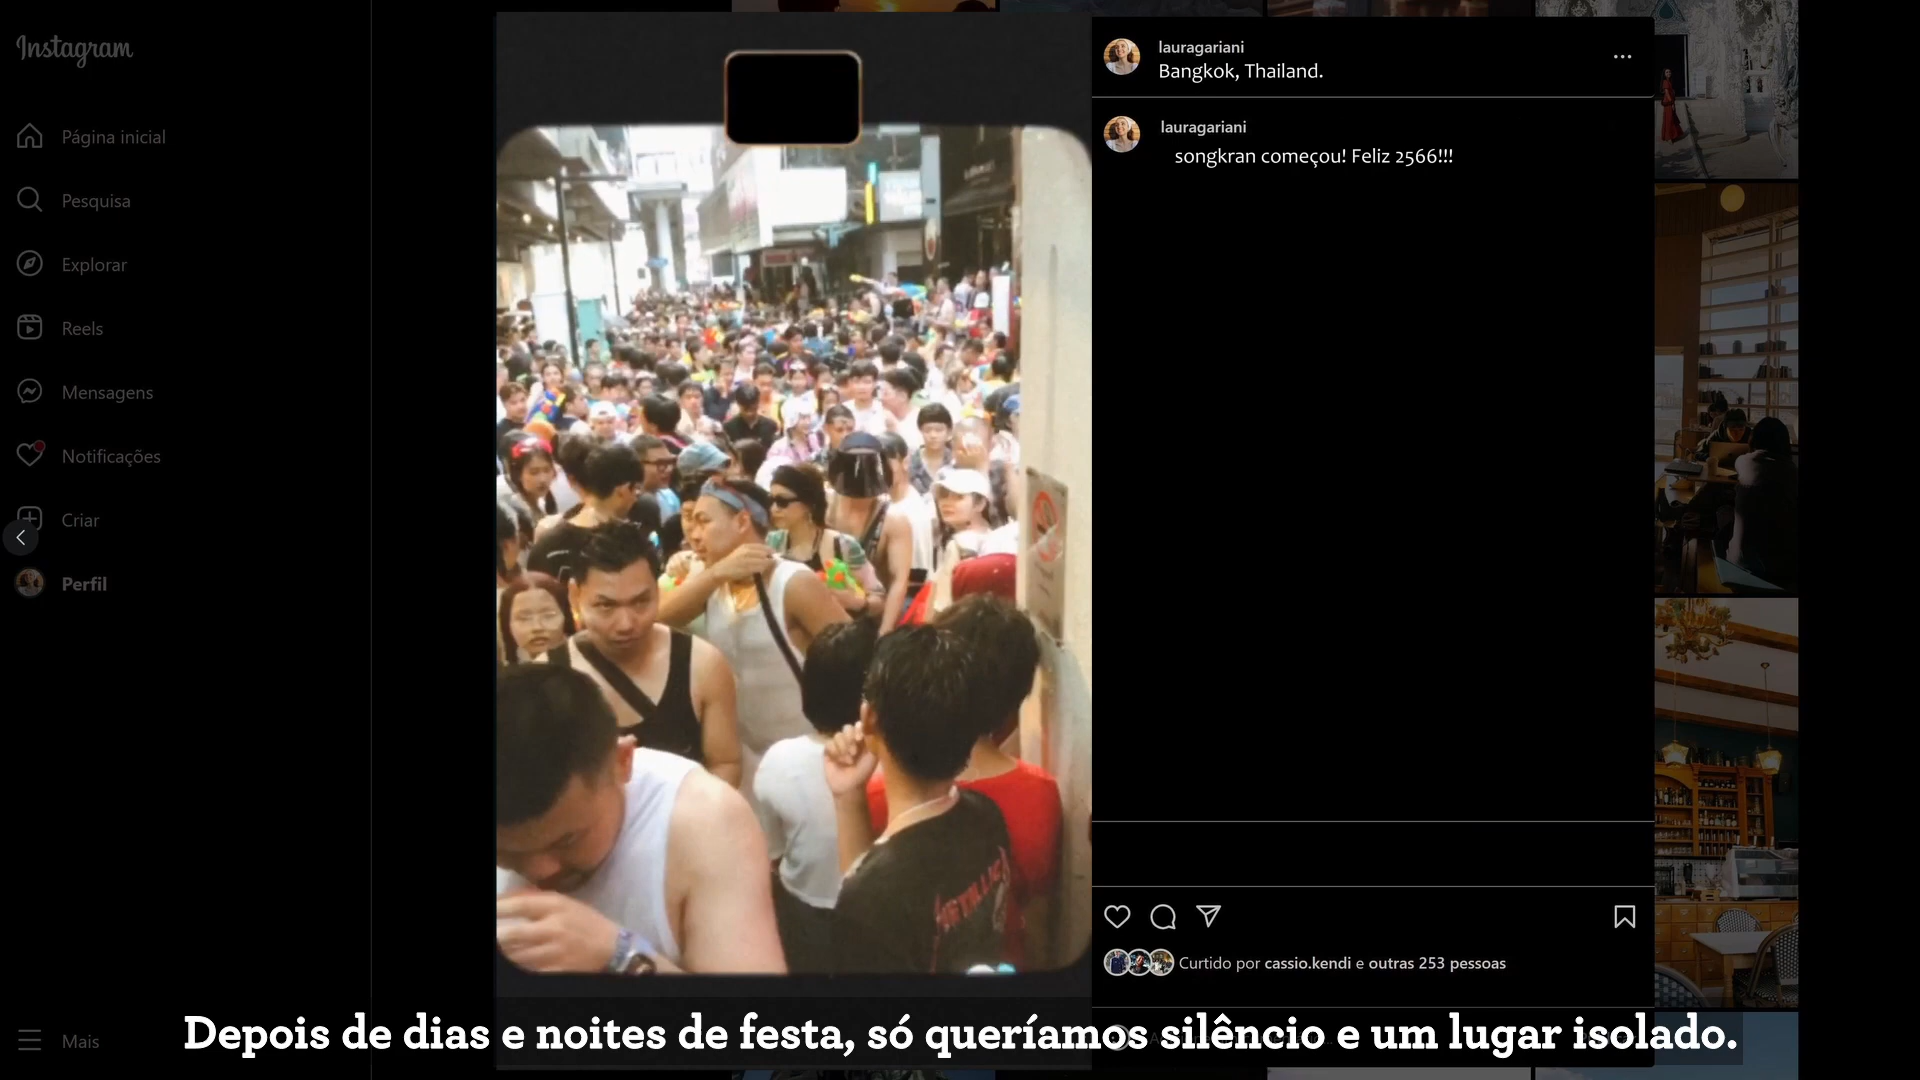 Instagram
Página inicial
Pesquisa
Explorar
Reels
Mensagens
Notificações
Criar
Perfil
Mais
lauragariani
Bangkok, Thailand.
lauragariani
songkran começou! Feliz 2566!!!
METALLICA
Curtido por cassio.kendi e outras 253 pessoas
Depois de dias e noites de festa, só queríamos silêncio e um lugar isolado.